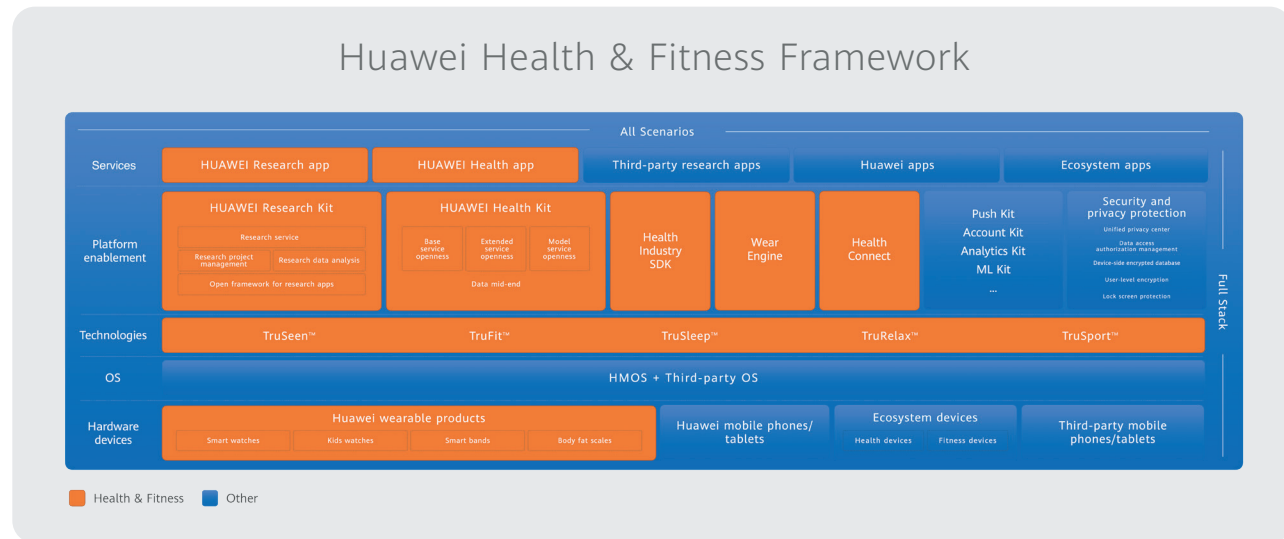 Huawei Health & Fitness Framework
All Scenarios
Services
HUAWEI Research app
HUAWEI Health app
Third-party research apps
Huawei apps
Ecosystem apps
Platform
enablement
HUAWEI Research Kit
Research service
Research project
management
Research data analysis
Open framework for research apps
HUAWEI Health Kit
Base
service
openness
Extended
service
openness
Model
service
openness
Data mid-end
Health
Industry
SDK
Wear
Engine
Health
Connect
Push Kit
Account Kit
Analytics Kit
ML Kit
...
Security and
privacy protection
Unified privacy center
Data access
authorization management
Device-side encrypted database
User-level encryption
Lock screen protection
Full Stack
Technologies
TruSeen™
TruFit™
TruSleep™
TruRelax™
TruSport™
OS
HMOS + Third-party OS
Hardware
devices
Huawei wearable products
Smart watches
Kids watches
Smart bands
Body fat scales
Huawei mobile phones/
tablets
Ecosystem devices
Health devices
Fitness devices
Third-party mobile
phones/tablets
Health & Fitness
Other